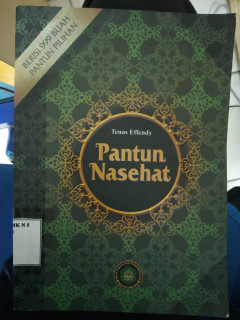 BERISI 999 BUAH
PANTUN PILIHAN
Tenas Effendy
Pantun
Nasehat